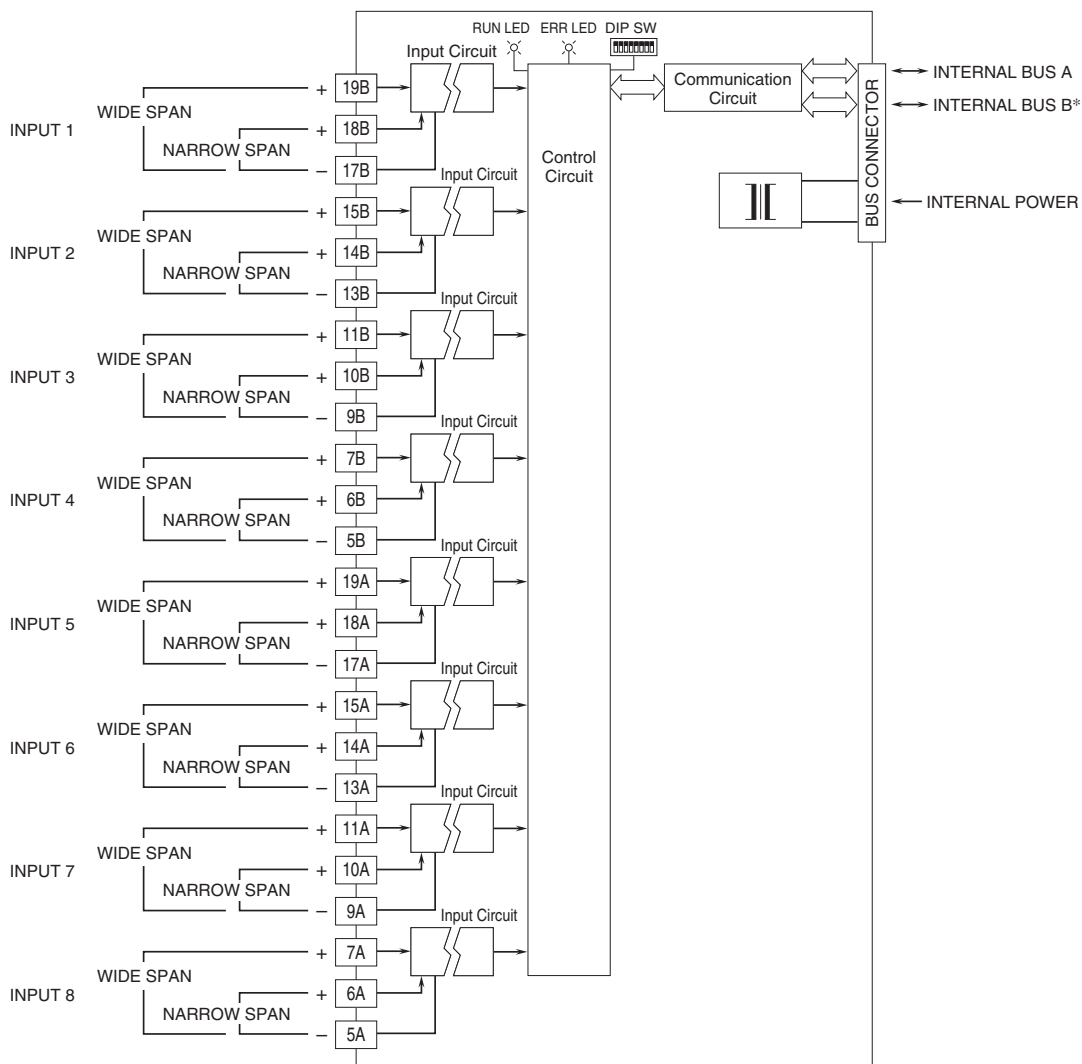 RUN LED ERR LED DIP SW
Input Circuit
INPUT 1
WIDE SPAN
NARROW SPAN
+ 19B
+ 18B
− 17B
Input Circuit
INPUT 2
WIDE SPAN
NARROW SPAN
+ 15B
+ 14B
− 13B
Input Circuit
INPUT 3
WIDE SPAN
NARROW SPAN
+ 11B
+ 10B
− 9B
Input Circuit
INPUT 4
WIDE SPAN
NARROW SPAN
+ 7B
+ 6B
− 5B
Input Circuit
INPUT 5
WIDE SPAN
NARROW SPAN
+ 19A
+ 18A
− 17A
Input Circuit
INPUT 6
WIDE SPAN
NARROW SPAN
+ 15A
+ 14A
− 13A
Input Circuit
INPUT 7
WIDE SPAN
NARROW SPAN
+ 11A
+ 10A
− 9A
Input Circuit
INPUT 8
WIDE SPAN
NARROW SPAN
+ 7A
+ 6A
− 5A
Control
Circuit
Communication
Circuit
BUS CONNECTOR
INTERNAL BUS A
INTERNAL BUS B*
INTERNAL POWER